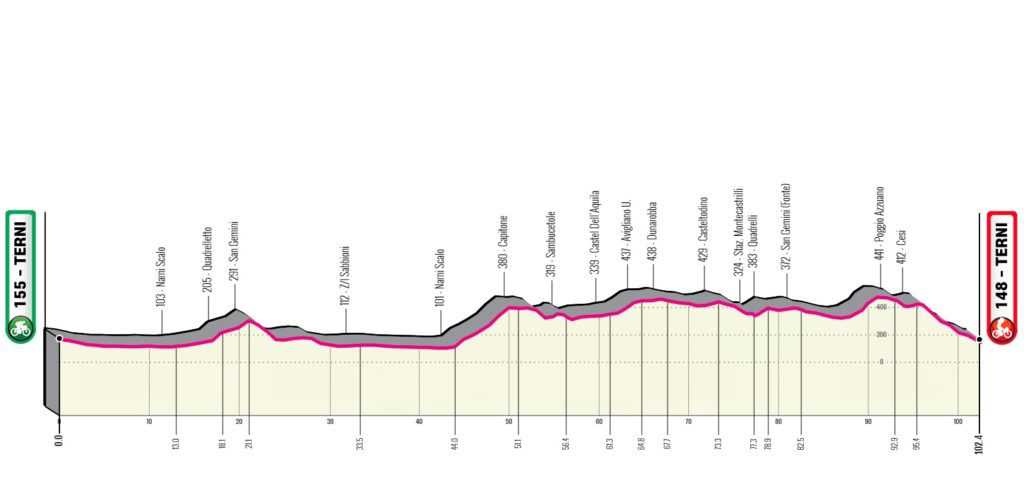 155 - TERNI
103 - Narni Scalo
205 - Quadelletto
291 - San Gemini
112 - Z/I Sabbioni
101 - Narni Scalo
380 - Capitone
319 - Sambucetole
339 - Castel Dell'Aquila
437 - Avigliano U.
438 - Dunarobba
429 - Casteltodino
324 - Staz. Montecastrilli
383 - Quadrelli
372 - San Gemini (Fonte)
441 - Poggio Azzuano
412 - Cesi
148 - TERNI
400
200
0
0
10
20
30
40
50
60
70
80
90
100
0.0
13.0
18.1
21.1
33.5
44.0
51.1
56.4
61.3
64.8
67.7
73.3
77.3
78.9
82.5
92.9
95.4
102.4